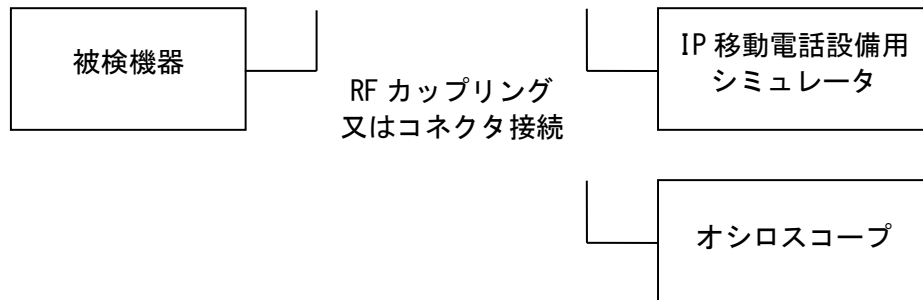 被検機器
RF カップリング
又はコネクタ接続
IP 移動電話設備用
シミュレータ
オシロスコープ